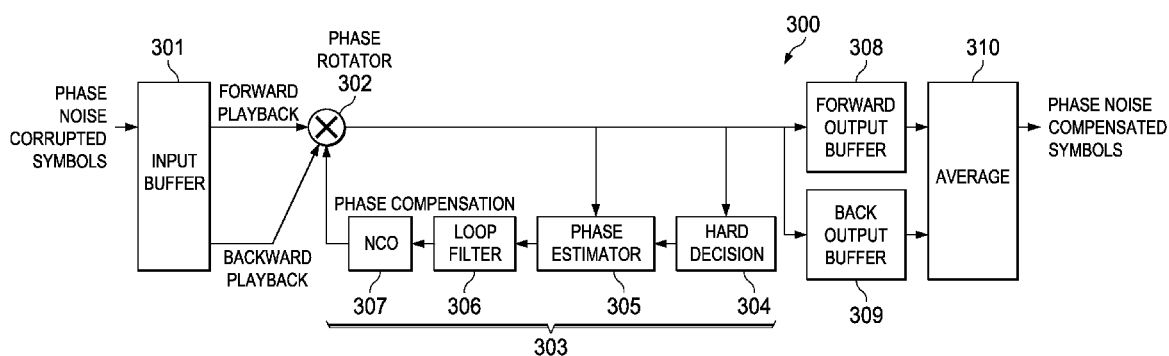 300
301
PHASE
ROTATOR
302
308
310
PHASE
NOISE
CORRUPTED
SYMBOLS
INPUT
BUFFER
FORWARD
PLAYBACK
BACKWARD
PLAYBACK
PHASE COMPENSATION
NCO
307
LOOP
FILTER
306
PHASE
ESTIMATOR
305
HARD
DECISION
304
303
FORWARD
OUTPUT
BUFFER
BACK
OUTPUT
BUFFER
309
AVERAGE
PHASE NOISE
COMPENSATED
SYMBOLS